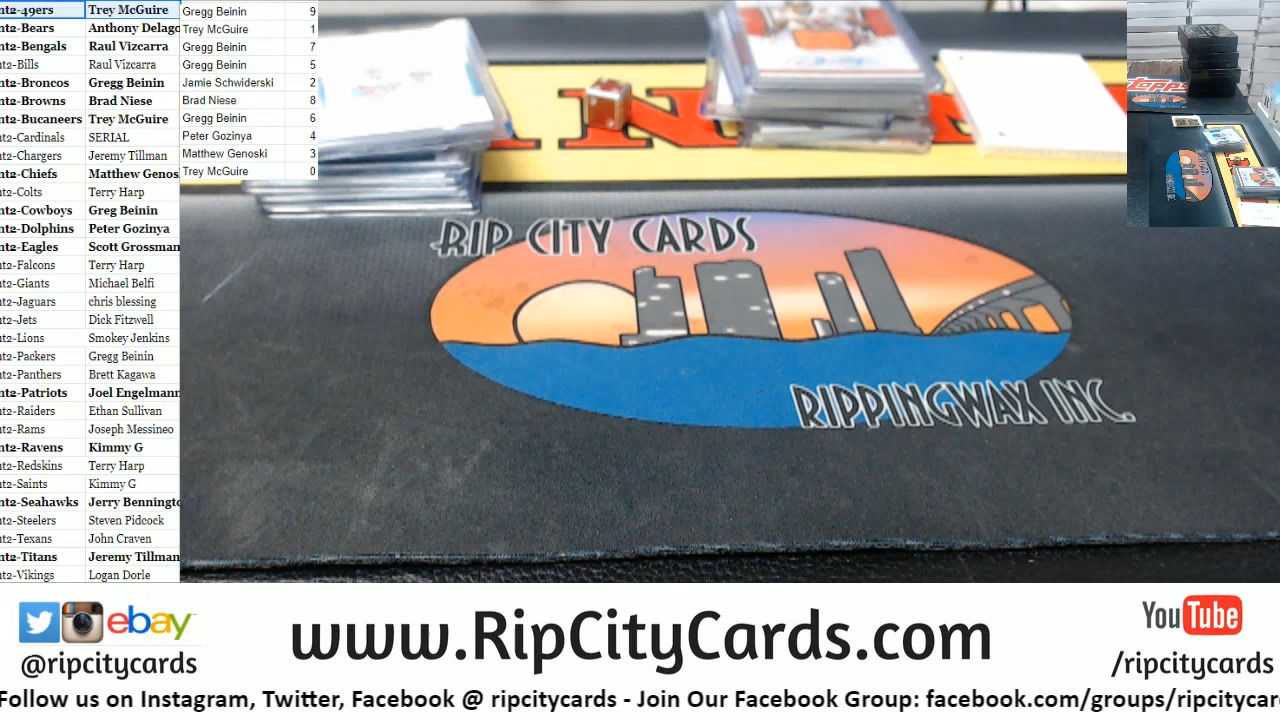 nt2-49ers Trey McGuire
nt2-Bears Anthony Delago
nt2-Bengals Raul Vizcarra
nt2-Bills Raul Vizcarra
nt2-Broncos Gregg Beinin
nt2-Browns Brad Niese
nt2-Bucaneers Trey McGuire
nt2-Cardinals SERIAL
nt2-Chargers Jeremy Tillman
nt2-Chiefs Matthew Genos
nt2-Colts Terry Harp
nt2-Cowboys Greg Beinin
nt2-Dolphins Peter Gozinya
nt2-Eagles Scott Grossman
nt2-Falcons Terry Harp
nt2-Giants Michael Belfi
nt2-Jaguars chris blessing
nt2-Jets Dick Fitzwell
nt2-Lions Smokey Jenkins
nt2-Packers Gregg Beinin
nt2-Panthers Brett Kagawa
nt2-Patriots Joel Engelmann
nt2-Raiders Ethan Sullivan
nt2-Rams Joseph Messineo
nt2-Ravens Kimmy G
nt2-Redskins Terry Harp
nt2-Saints Kimmy G
nt2-Seahawks Jerry Benningto
nt2-Steelers Steven Pidcock
nt2-Texans John Craven
nt2-Titans Jeremy Tillman
nt2-Vikings Logan Dorle
Gregg Beinin 9
Trey McGuire 1
Gregg Beinin 7
Gregg Beinin 5
Jamie Schwiderski 2
Brad Niese 8
Gregg Beinin 6
Peter Gozinya 4
Matthew Genoski 3
Trey McGuire 0
RIP CITY CARDS
RIPPINGWAX INC.
topps
ebay
@ripcitycards
www.RipCityCards.com
YouTube
/ripcitycards
Follow us on Instagram, Twitter, Facebook @ ripcitycards - Join Our Facebook Group: facebook.com/groups/ripcitycar